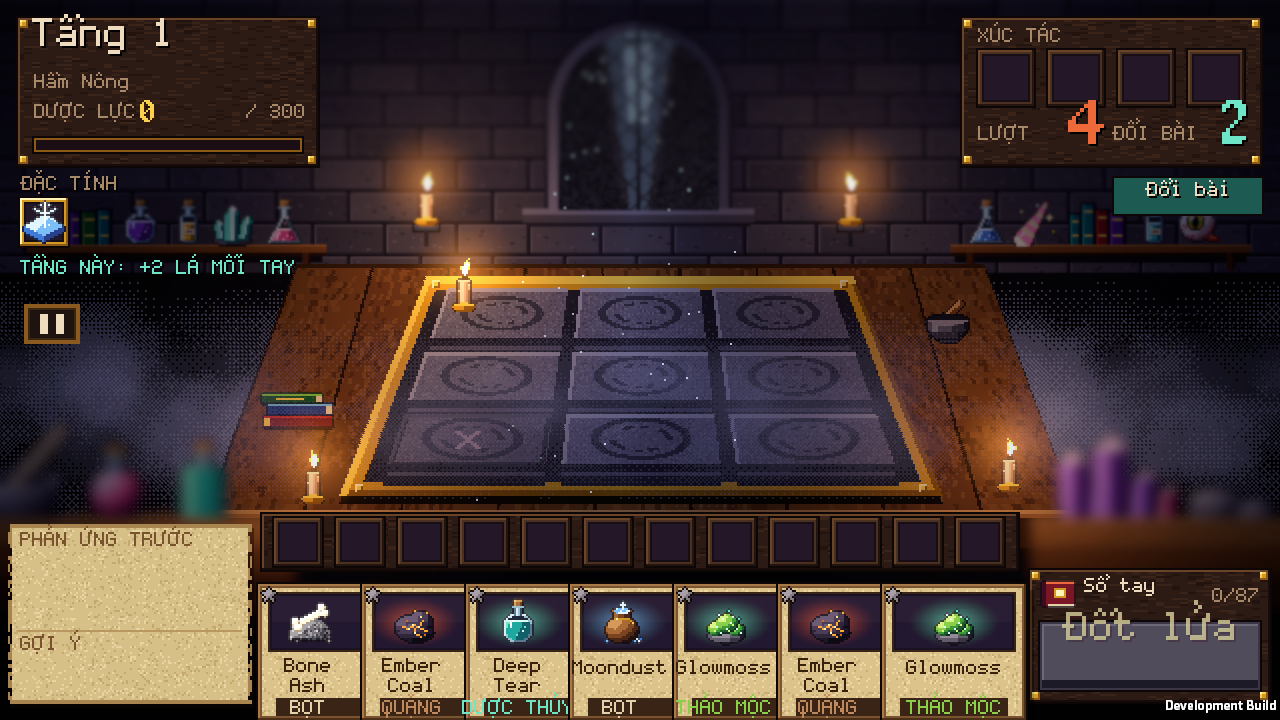 Tầng 1
Hầm Nông
DƯỢC LỰC 0 / 300
ĐẶC TÍNH
TẦNG NÀY: +2 LÁ MỖI TAY
XÚC TÁC
LƯỢT 4 ĐỔI BÀI 2
Đổi bài
PHẢN ỨNG TRƯỚC
GỢI Ý
Bone Ash
BỘT
Ember Coal
QUẶNG
Deep Tear
DƯỢC THỦY
Moondust
BỘT
Glowmoss
THẢO MỘC
Ember Coal
QUẶNG
Glowmoss
THẢO MỘC
Sổ tay 0/87
Đốt lửa
Development Build